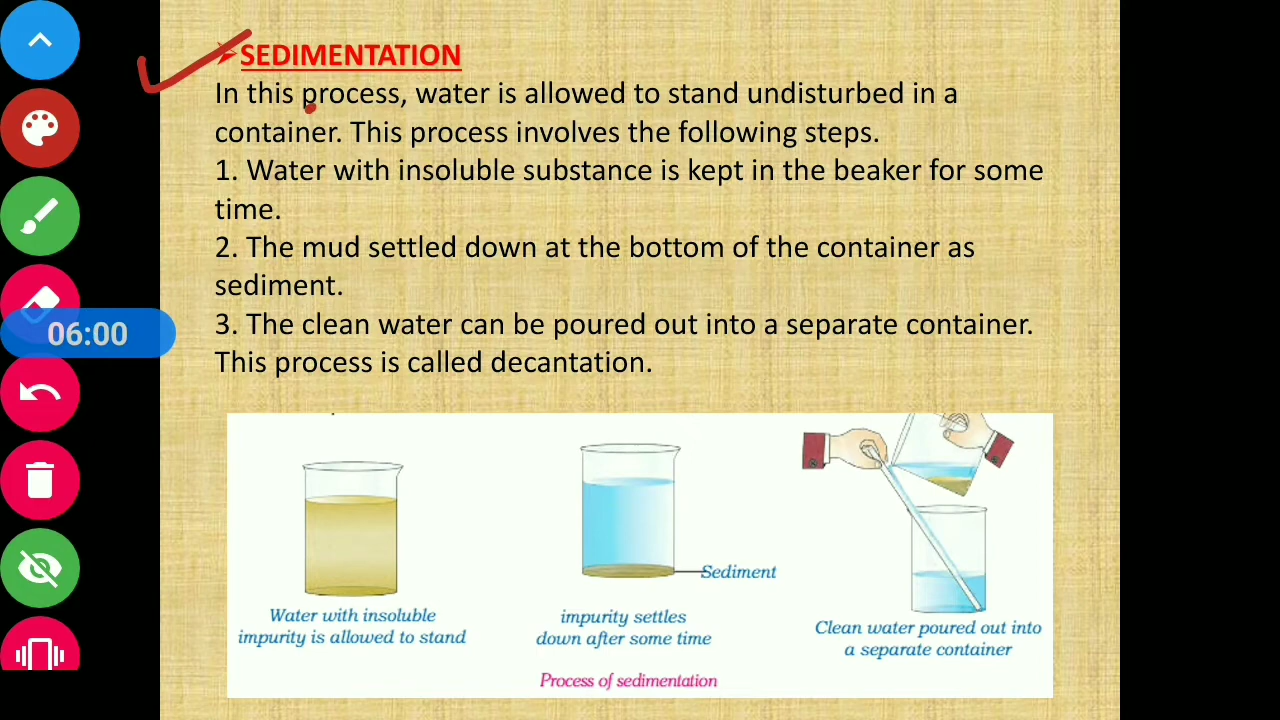 SEDIMENTATION
In this process, water is allowed to stand undisturbed in a
container. This process involves the following steps.
1. Water with insoluble substance is kept in the beaker for some
time.
2. The mud settled down at the bottom of the container as
sediment.
3. The clean water can be poured out into a separate container.
This process is called decantation.
06:00
Sediment
Water with insoluble
impurity is allowed to stand
impurity settles
down after some time
Clean water poured out into
a separate container
Process of sedimentation